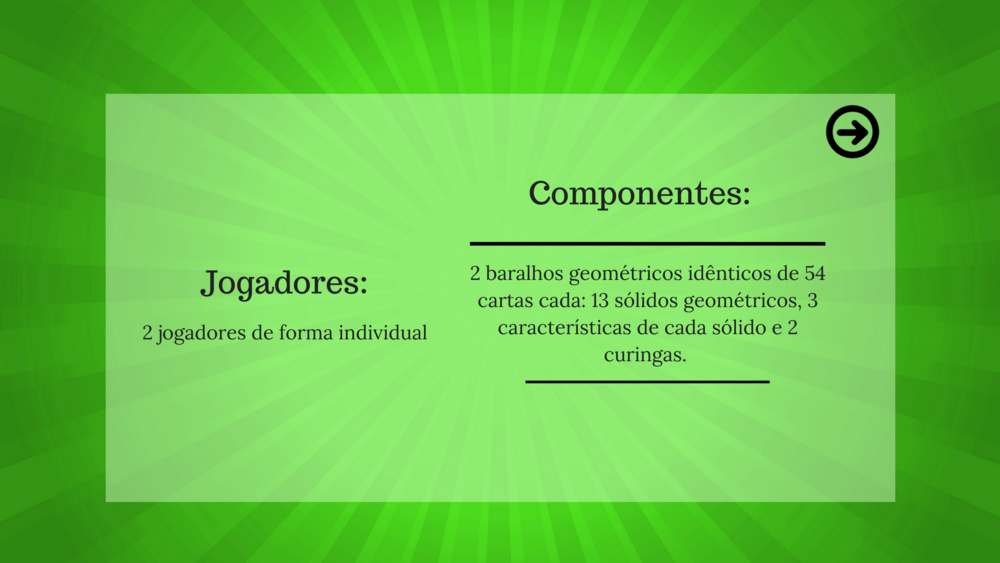 Jogadores:
2 jogadores de forma individual
Componentes:
2 baralhos geométricos idênticos de 54
cartas cada: 13 sólidos geométricos, 3
características de cada sólido e 2
curingas.